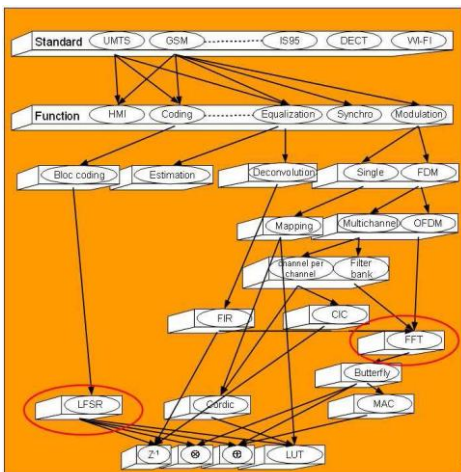 Standard UMTS GSM IS95 DECT WI-FI
Function HMI Coding Equalization Synchro Modulation
Bloc coding Estimation Deconvolution Single FDM
Mapping Multichannel OFDM
channel per channel Filter bank
FIR CIC
FFT
Butterfly
LFSR Cordic MAC
Z-1 ⊗ ⊕ LUT